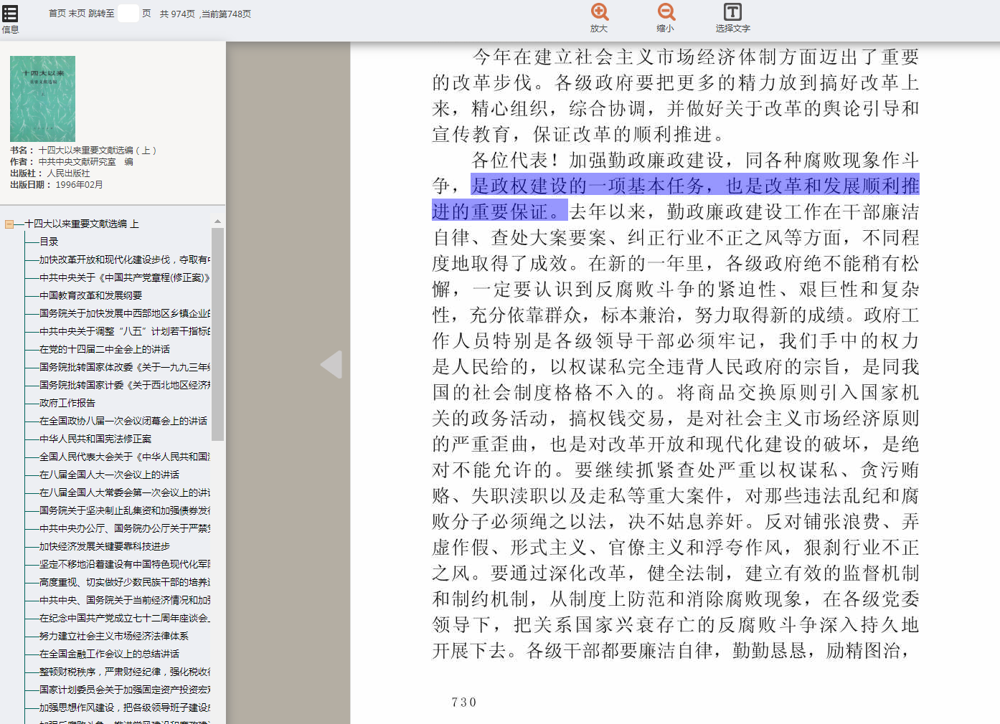 信息
首页 末页 跳转至 页 共 974页 ,当前第748页
放大
缩小
选择文字
十四大以来
重要文献选编
上
书名： 十四大以来重要文献选编（上）
作者： 中共中央文献研究室 编
出版社： 人民出版社
出版日期： 1996年02月
十四大以来重要文献选编 上
目录
加快改革开放和现代化建设步伐，夺取有
中共中央关于《中国共产党章程(修正案)》
中国教育改革和发展纲要
国务院关于加快发展中西部地区乡镇企业
中共中央关于调整“八五”计划若干指标的
在党的十四届二中全会上的讲话
国务院批转国家体改委《关于一九九三年
国务院批转国家计委《关于西北地区经济
政府工作报告
在全国政协八届一次会议闭幕会上的讲话
中华人民共和国宪法修正案
全国人民代表大会关于《中华人民共和国
在八届全国人大一次会议上的讲话
在八届全国人大常委会第一次会议上的讲
国务院关于坚决制止乱集资和加强债券发
中共中央办公厅、国务院办公厅关于严禁
加快经济发展关键要靠科技进步
坚定不移地沿着建设有中国特色现代化军
高度重视、切实做好少数民族干部的培养
中共中央、国务院关于当前经济情况和加
在纪念中国共产党成立七十二周年座谈会
努力建立社会主义市场经济法律体系
在全国金融工作会议上的总结讲话
整顿财税秩序，严肃财经纪律，强化税收
国家计划委员会关于加强固定资产投资宏
加强思想作风建设，把各级领导班子建设
今年在建立社会主义市场经济体制方面迈出了重要
的改革步伐。各级政府要把更多的精力放到搞好改革上
来，精心组织，综合协调，并做好关于改革的舆论引导和
宣传教育，保证改革的顺利推进。
各位代表！加强勤政廉政建设，同各种腐败现象作斗
争，是政权建设的一项基本任务，也是改革和发展顺利推
进的重要保证。去年以来，勤政廉政建设工作在干部廉洁
自律、查处大案要案、纠正行业不正之风等方面，不同程
度地取得了成效。在新的一年里，各级政府绝不能稍有松
懈，一定要认识到反腐败斗争的紧迫性、艰巨性和复杂
性，充分依靠群众，标本兼治，努力取得新的成绩。政府工
作人员特别是各级领导干部必须牢记，我们手中的权力
是人民给的，以权谋私完全违背人民政府的宗旨，是同我
国的社会制度格格不入的。将商品交换原则引入国家机
关的政务活动，搞权钱交易，是对社会主义市场经济原则
的严重歪曲，也是对改革开放和现代化建设的破坏，是绝
对不能允许的。要继续抓紧查处严重以权谋私、贪污贿
赂、失职渎职以及走私等重大案件，对那些违法乱纪和腐
败分子必须绳之以法，决不姑息养奸。反对铺张浪费、弄
虚作假、形式主义、官僚主义和浮夸作风，狠刹行业不正
之风。要通过深化改革，健全法制，建立有效的监督机制
和制约机制，从制度上防范和消除腐败现象，在各级党委
领导下，把关系国家兴衰存亡的反腐败斗争深入持久地
开展下去。各级干部都要廉洁自律，勤勤恳恳，励精图治，
730